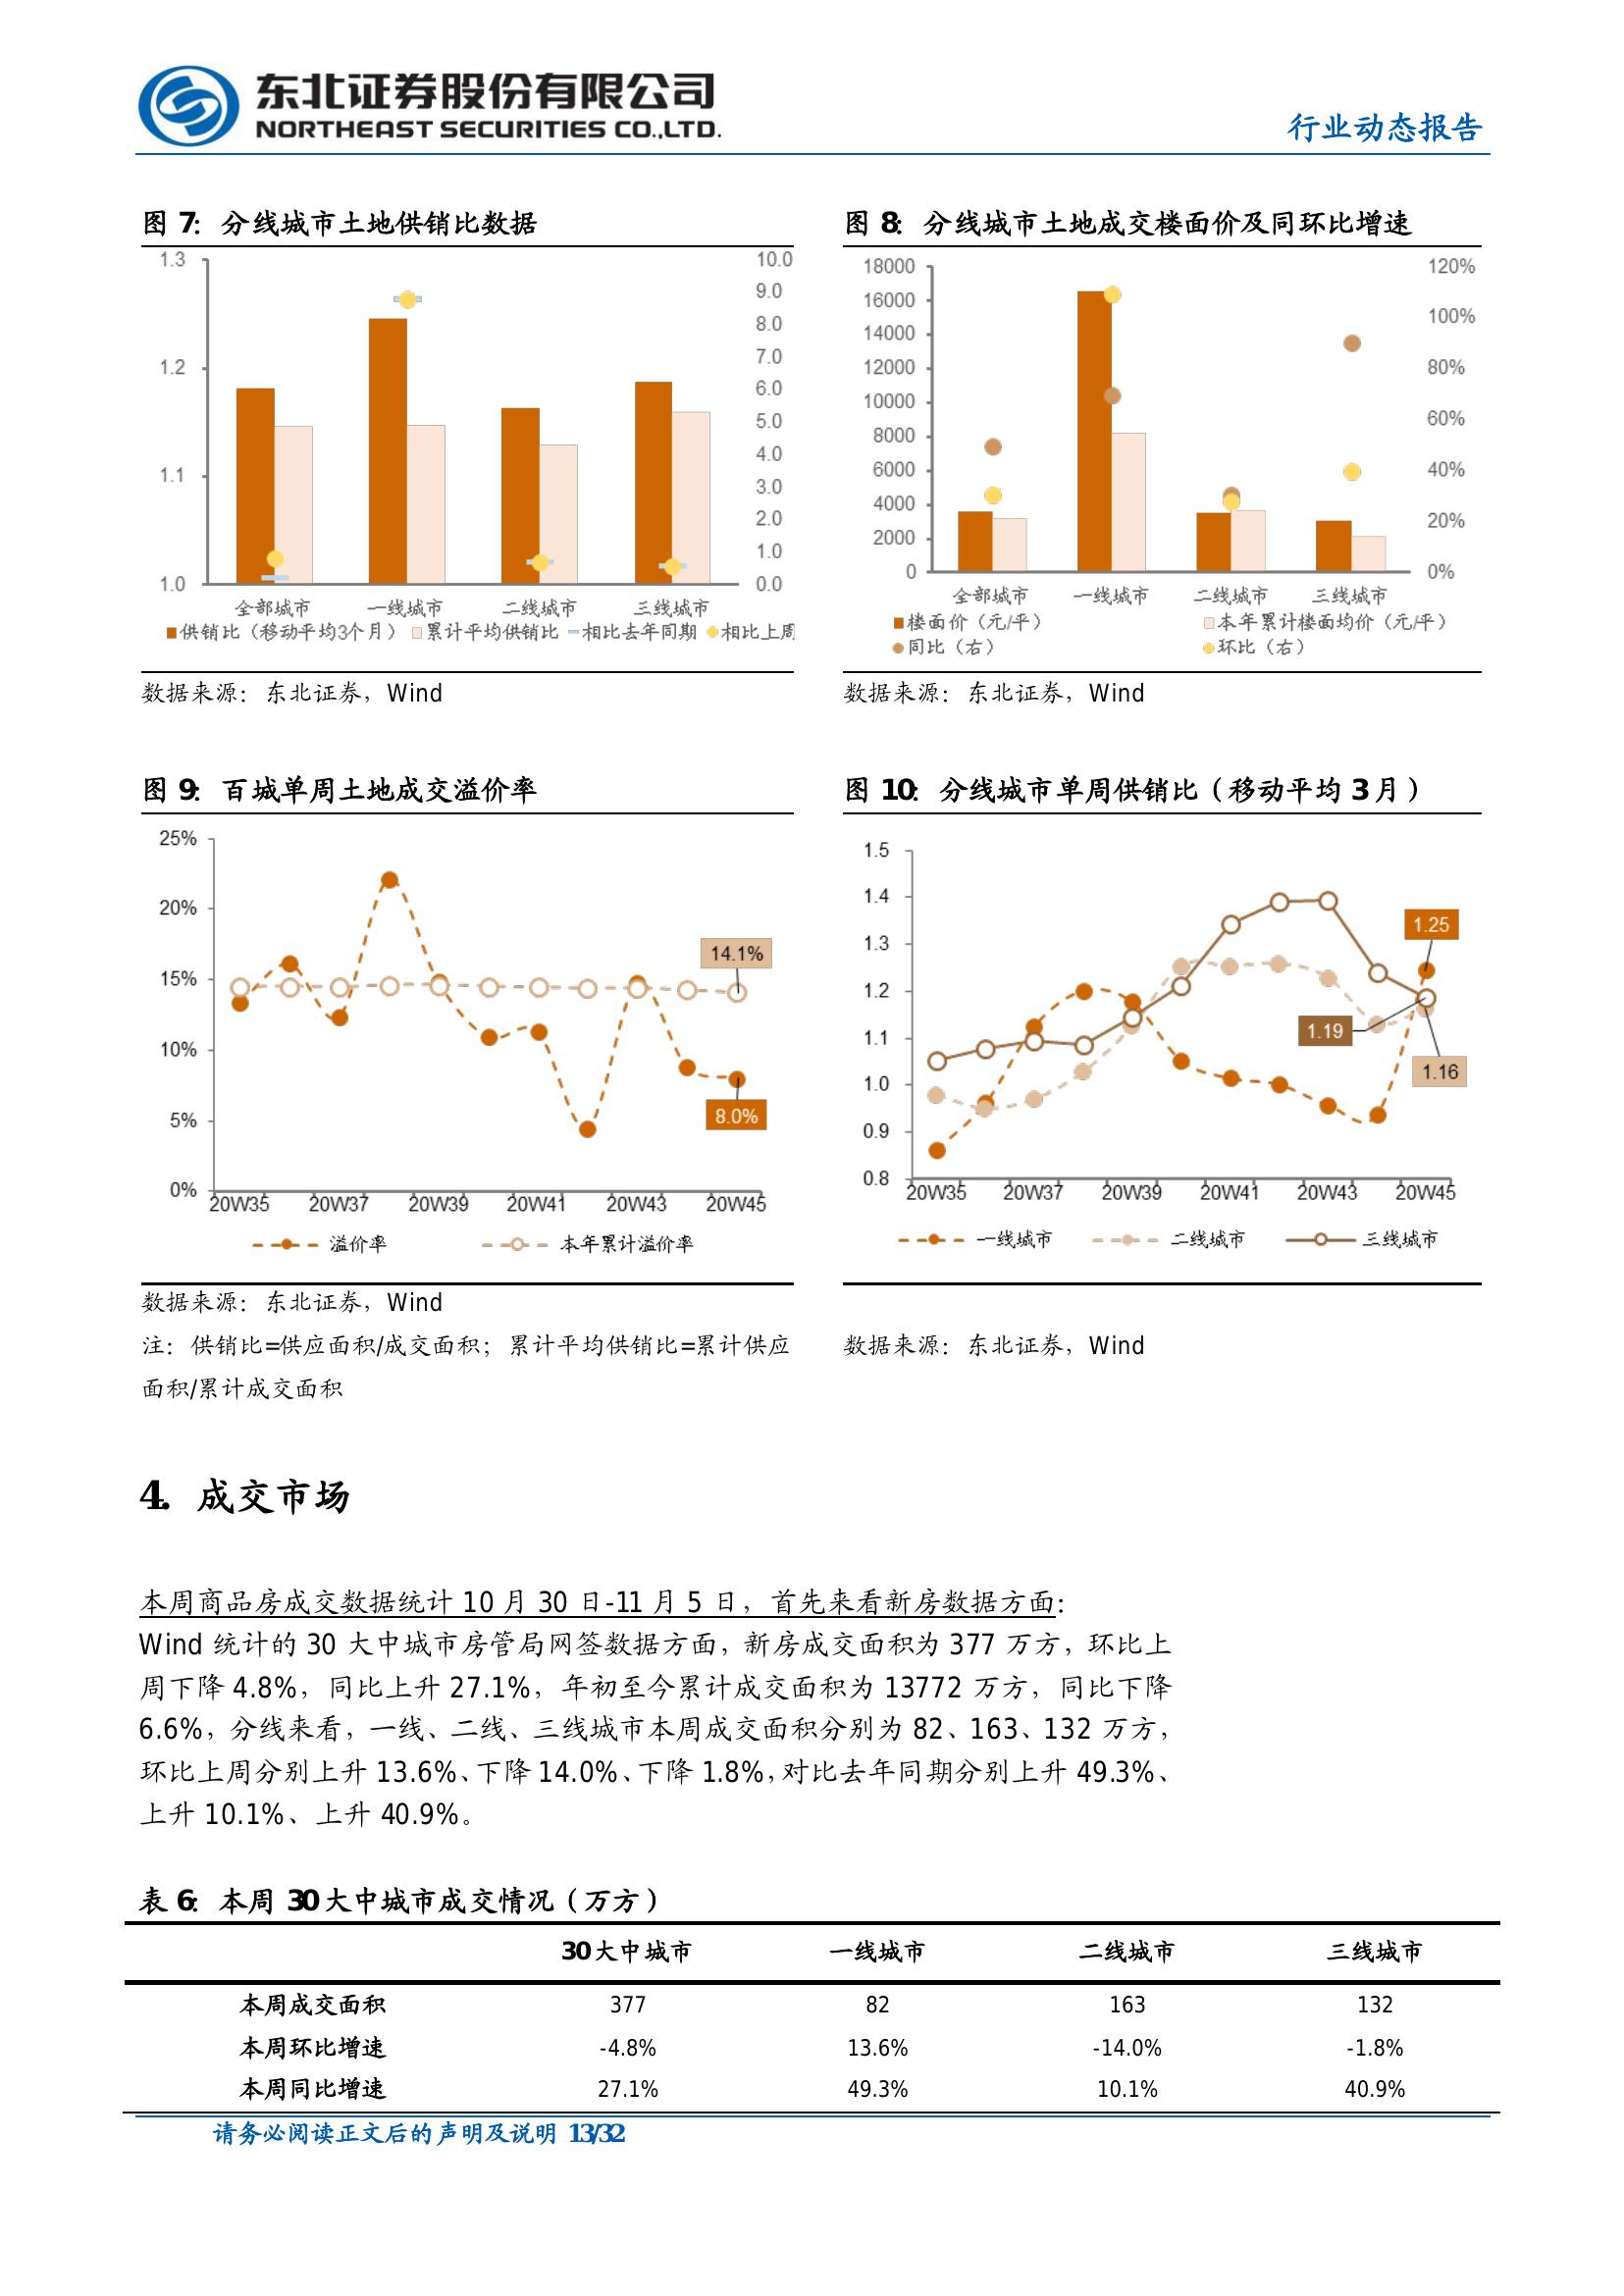 东北证券股份有限公司
NORTHEAST SECURITIES CO.,LTD.
行业动态报告
图 7：分线城市土地供销比数据
1.3
1.2
1.1
1.0
10.0
9.0
8.0
7.0
6.0
5.0
4.0
3.0
2.0
1.0
0.0
全部城市 一线城市 二线城市 三线城市
供销比（移动平均3个月） 累计平均供销比 相比去年同期 相比上周
数据来源：东北证券，Wind
图 8：分线城市土地成交楼面价及同环比增速
18000
16000
14000
12000
10000
8000
6000
4000
2000
0
120%
100%
80%
60%
40%
20%
0%
全部城市 一线城市 二线城市 三线城市
楼面价（元/平） 本年累计楼面均价（元/平）
同比（右） 环比（右）
数据来源：东北证券，Wind
图 9：百城单周土地成交溢价率
25%
20%
15%
10%
5%
0%
14.1%
8.0%
20W35 20W37 20W39 20W41 20W43 20W45
溢价率 本年累计溢价率
数据来源：东北证券，Wind
注：供销比=供应面积/成交面积；累计平均供销比=累计供应
面积/累计成交面积
图 10：分线城市单周供销比（移动平均 3 月）
1.5
1.4
1.3
1.2
1.1
1.0
0.9
0.8
1.25
1.19
1.16
20W35 20W37 20W39 20W41 20W43 20W45
一线城市 二线城市 三线城市
数据来源：东北证券，Wind
4. 成交市场
本周商品房成交数据统计 10 月 30 日-11 月 5 日，首先来看新房数据方面：
Wind 统计的 30 大中城市房管局网签数据方面，新房成交面积为 377 万方，环比上
周下降 4.8%，同比上升 27.1%，年初至今累计成交面积为 13772 万方，同比下降
6.6%，分线来看，一线、二线、三线城市本周成交面积分别为 82、163、132 万方，
环比上周分别上升 13.6%、下降 14.0%、下降 1.8%，对比去年同期分别上升 49.3%、
上升 10.1%、上升 40.9%。
表 6：本周 30 大中城市成交情况（万方）
30 大中城市 一线城市 二线城市 三线城市
本周成交面积 377 82 163 132
本周环比增速 -4.8% 13.6% -14.0% -1.8%
本周同比增速 27.1% 49.3% 10.1% 40.9%
请务必阅读正文后的声明及说明 13/32